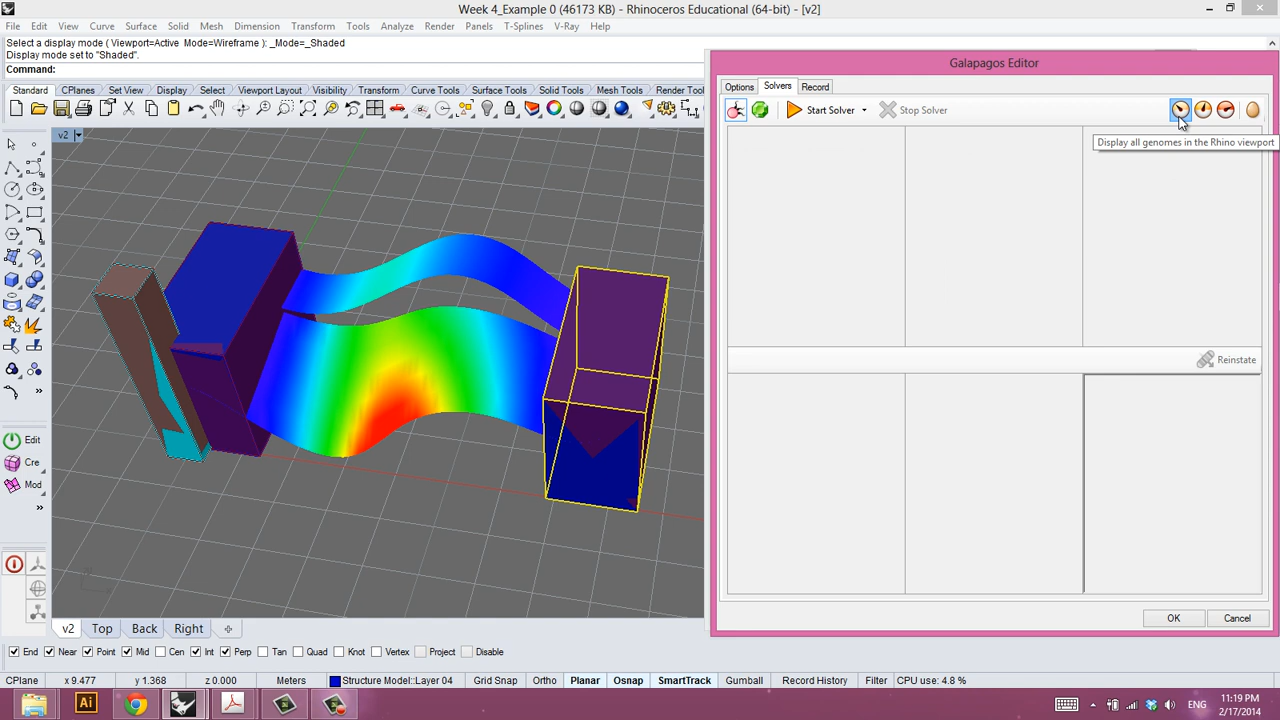 Week 4_Example 0 (46173 KB) - Rhinoceros Educational (64-bit) - [v2]
File Edit View Curve Surface Solid Mesh Dimension Transform Tools Analyze Render Panels T-Splines V-Ray Help
Select a display mode ( Viewport=Active Mode=Wireframe ): _Mode=_Shaded
Display mode set to "Shaded".
Command:
Standard CPlanes Set View Display Select Viewport Layout Visibility Transform Curve Tools Surface Tools Solid Tools Mesh Tools Render Tools
v2
Galapagos Editor
Options Solvers Record
Start Solver Stop Solver
Display all genomes in the Rhino viewport
Reinstate
Edit
Cre
Mod
OK Cancel
v2 Top Back Right
End Near Point Mid Cen Int Perp Tan Quad Knot Vertex Project Disable
CPlane x 9.477 y 1.368 z 0.000 Meters Structure Model::Layer 04 Grid Snap Ortho Planar Osnap SmartTrack Gumball Record History Filter CPU use: 4.8 %
Ai
ENG
11:19 PM
2/17/2014